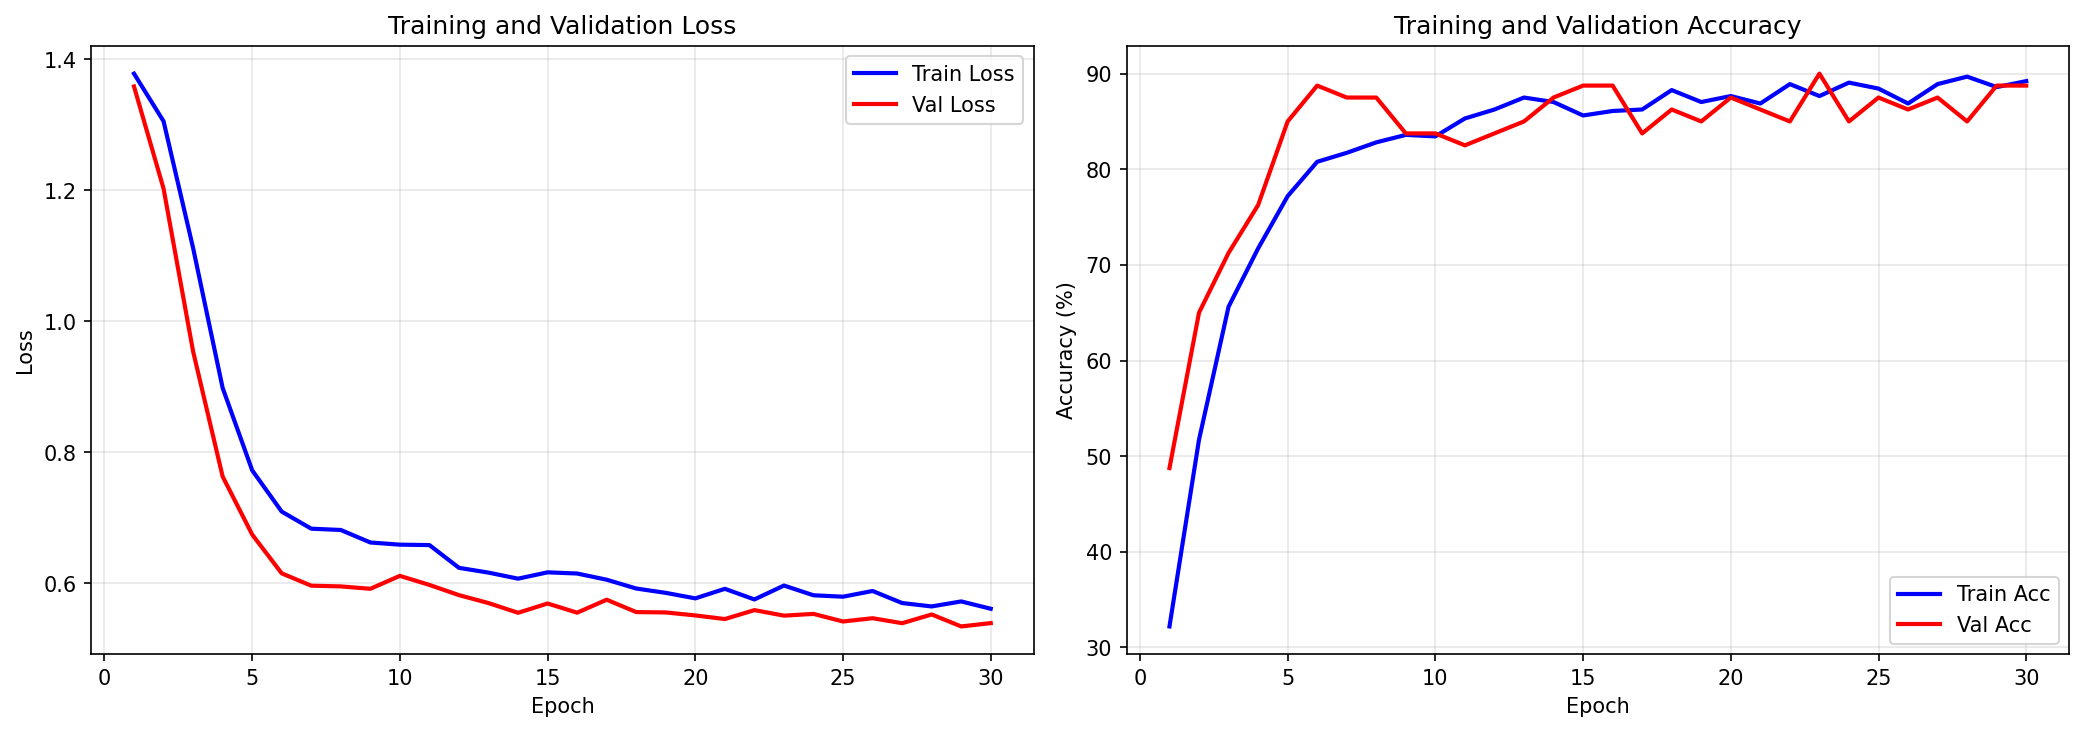 Training and Validation Loss
Loss
1.4
1.2
1.0
0.8
0.6
0 5 10 15 20 25 30
Epoch
Train Loss
Val Loss
Training and Validation Accuracy
Accuracy (%)
90
80
70
60
50
40
30
0 5 10 15 20 25 30
Epoch
Train Acc
Val Acc